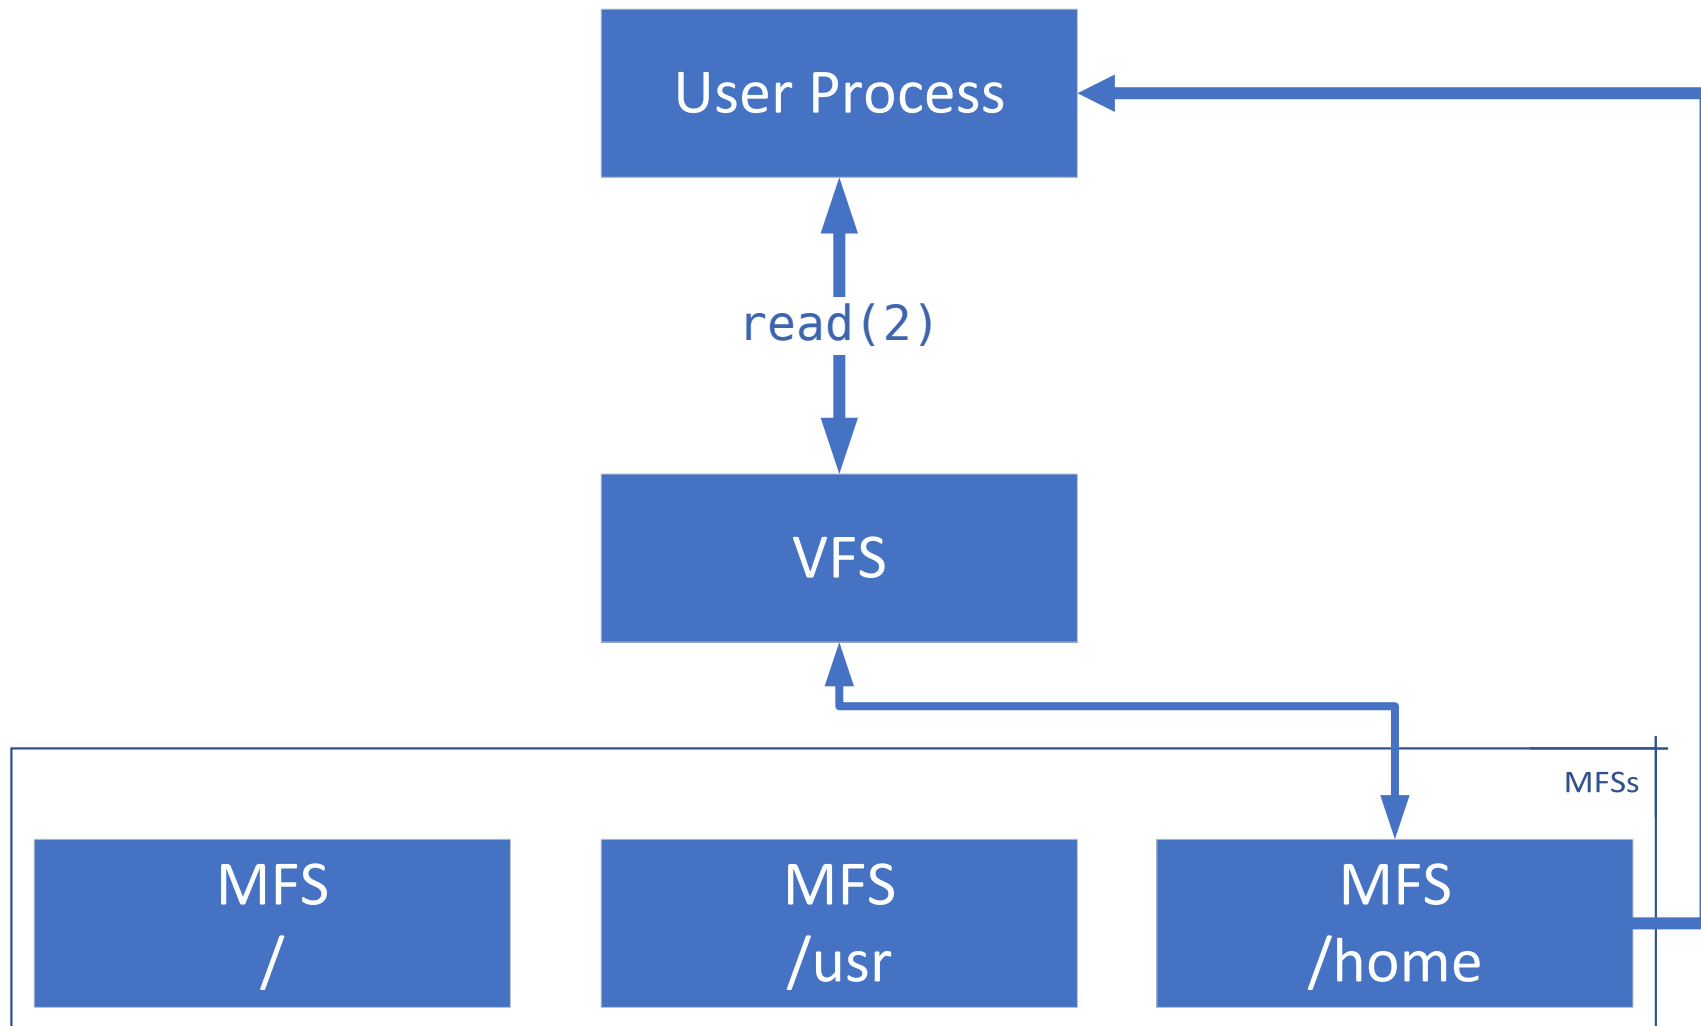 User Process
read(2)
VFS
MFSs
MFS
/
MFS
/usr
MFS
/home